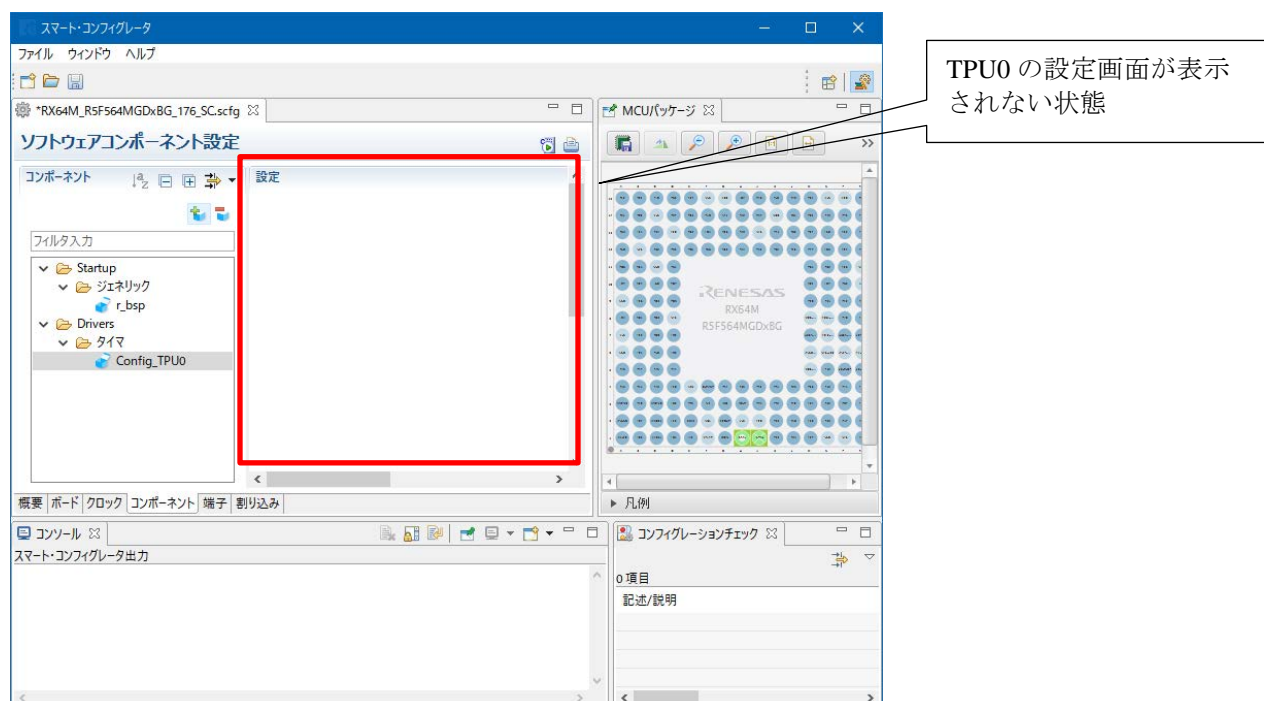 スマート・コンフィグレータ
ファイル ウィンドウ ヘルプ
TPU0 の設定画面が表示
されない状態
*RX64M_R5F564MGDxBG_176_SC.scfg
MCUパッケージ
ソフトウェアコンポーネント設定
コンポーネント
設定
フィルタ入力
Startup
ジェネリック
r_bsp
Drivers
タイマ
Config_TPU0
RENESAS
RX64M
R5F564MGDxBG
概要 ボード クロック コンポーネント 端子 割り込み
凡例
コンソール
スマート・コンフィグレータ出力
コンフィグレーションチェック
0 項目
記述/説明